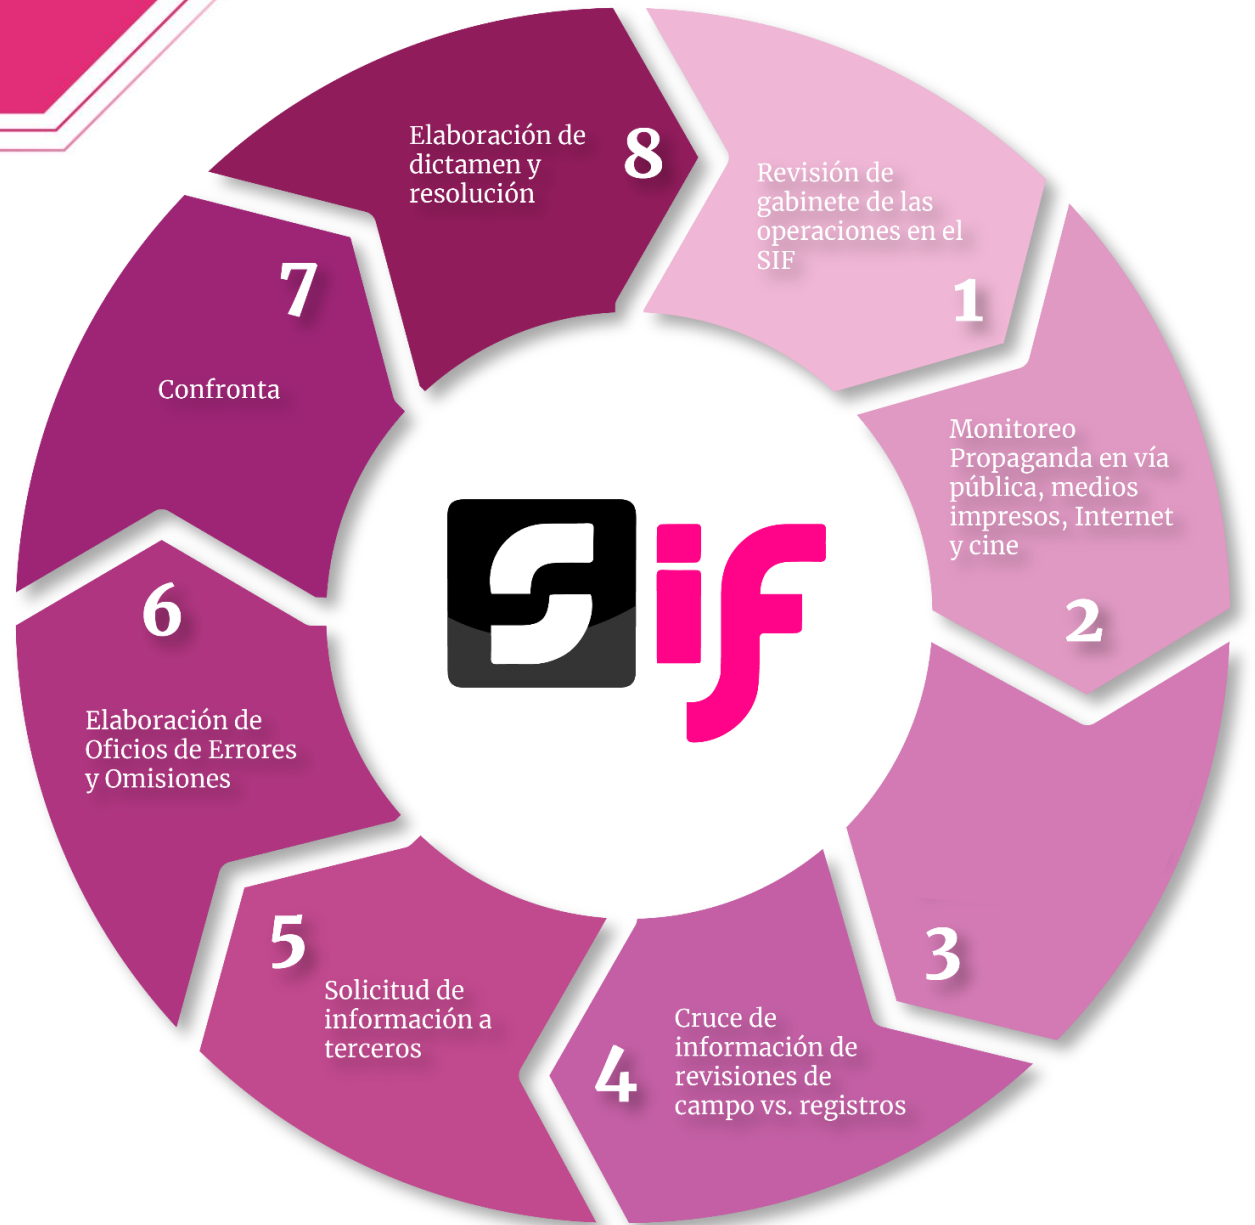 Revisión de
gabinete de las
operaciones en el
SIF
1
Monitoreo
Propaganda en vía
pública, medios
impresos, Internet
y cine
2
3
Cruce de
información de
revisiones de
campo vs. registros
4
5
Solicitud de
información a
terceros
6
Elaboración de
Oficios de Errores
y Omisiones
7
Confronta
Elaboración de
dictamen y
resolución
8
Sif